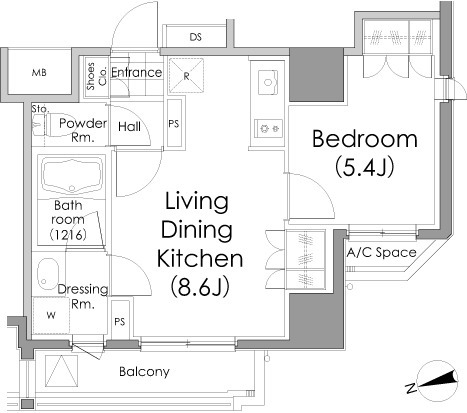 DS
MB
Shoes
Clo.
Entrance
R
Sto.
Powder
Rm.
Hall
PS
Bedroom
(5.4J)
Living
Dining
Kitchen
(8.6J)
Bath
room
(1216)
A/C Space
Dressing
Rm.
W
PS
Balcony
N